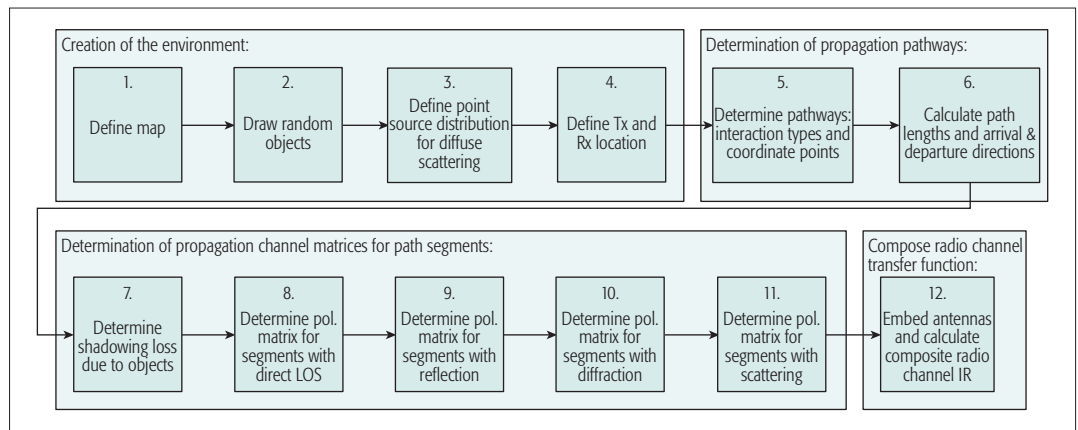 Creation of the environment:
1.
Define map
2.
Draw random
objects
3.
Define point
source distribution
for diffuse
scattering
4.
Define Tx and
Rx location
Determination of propagation pathways:
5.
Determine pathways:
interaction types and
coordinate points
6.
Calculate path
lengths and arrival &
departure directions
Determination of propagation channel matrices for path segments:
7.
Determine
shadowing loss
due to objects
8.
Determine pol.
matrix for
segments with
direct LOS
9.
Determine pol.
matrix for
segments with
reflection
10.
Determine pol.
matrix for
segments with
diffraction
11.
Determine pol.
matrix for
segments with
scattering
Compose radio channel
transfer function:
12.
Embed antennas
and calculate
composite radio
channel IR